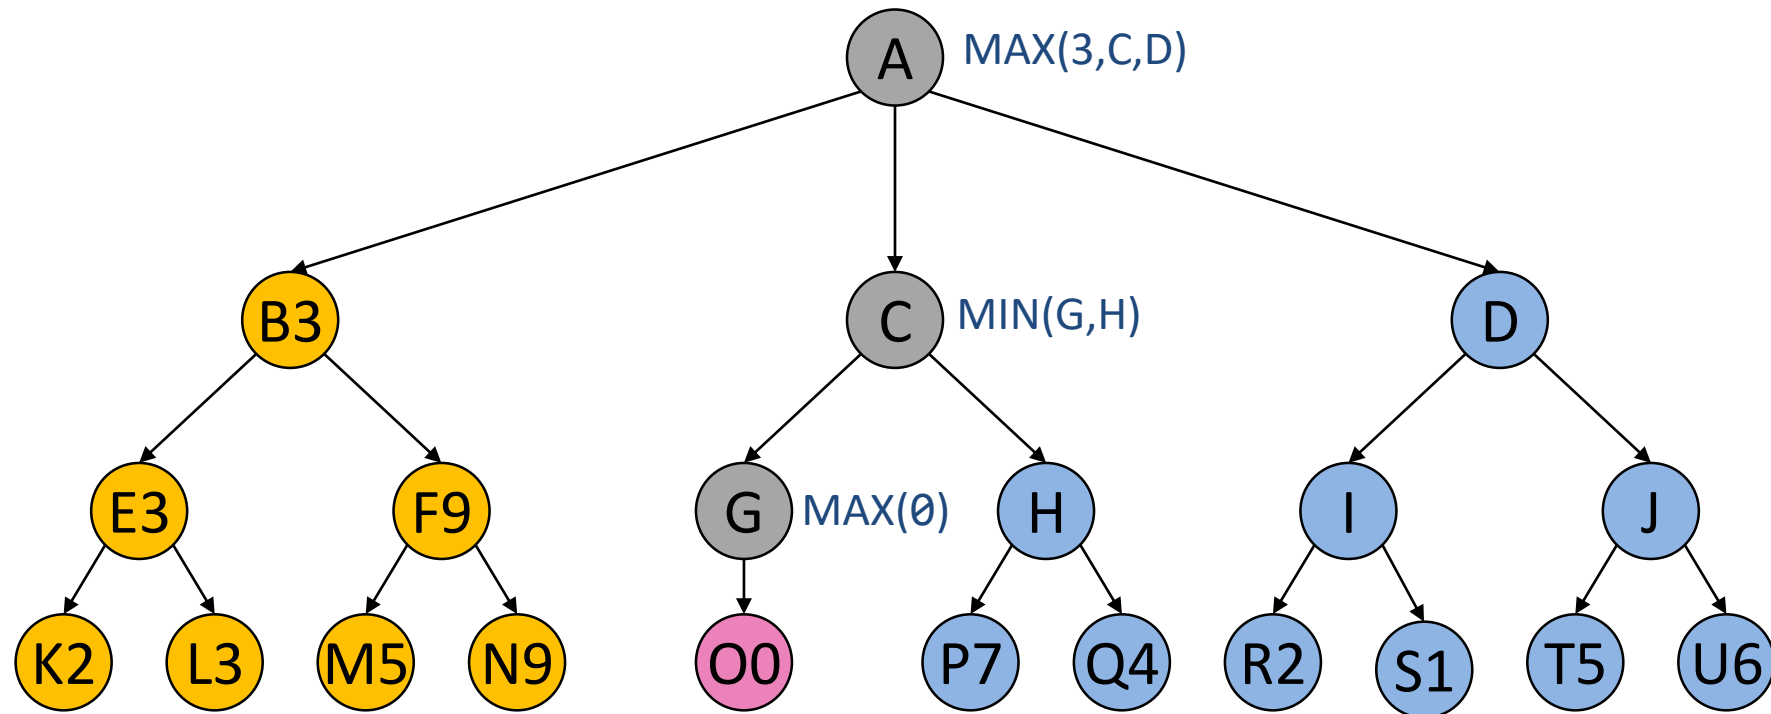 A MAX(3,C,D)
B3 C MIN(G,H) D
E3 F9 G MAX(0) H I J
K2 L3 M5 N9 O0 P7 Q4 R2 S1 T5 U6